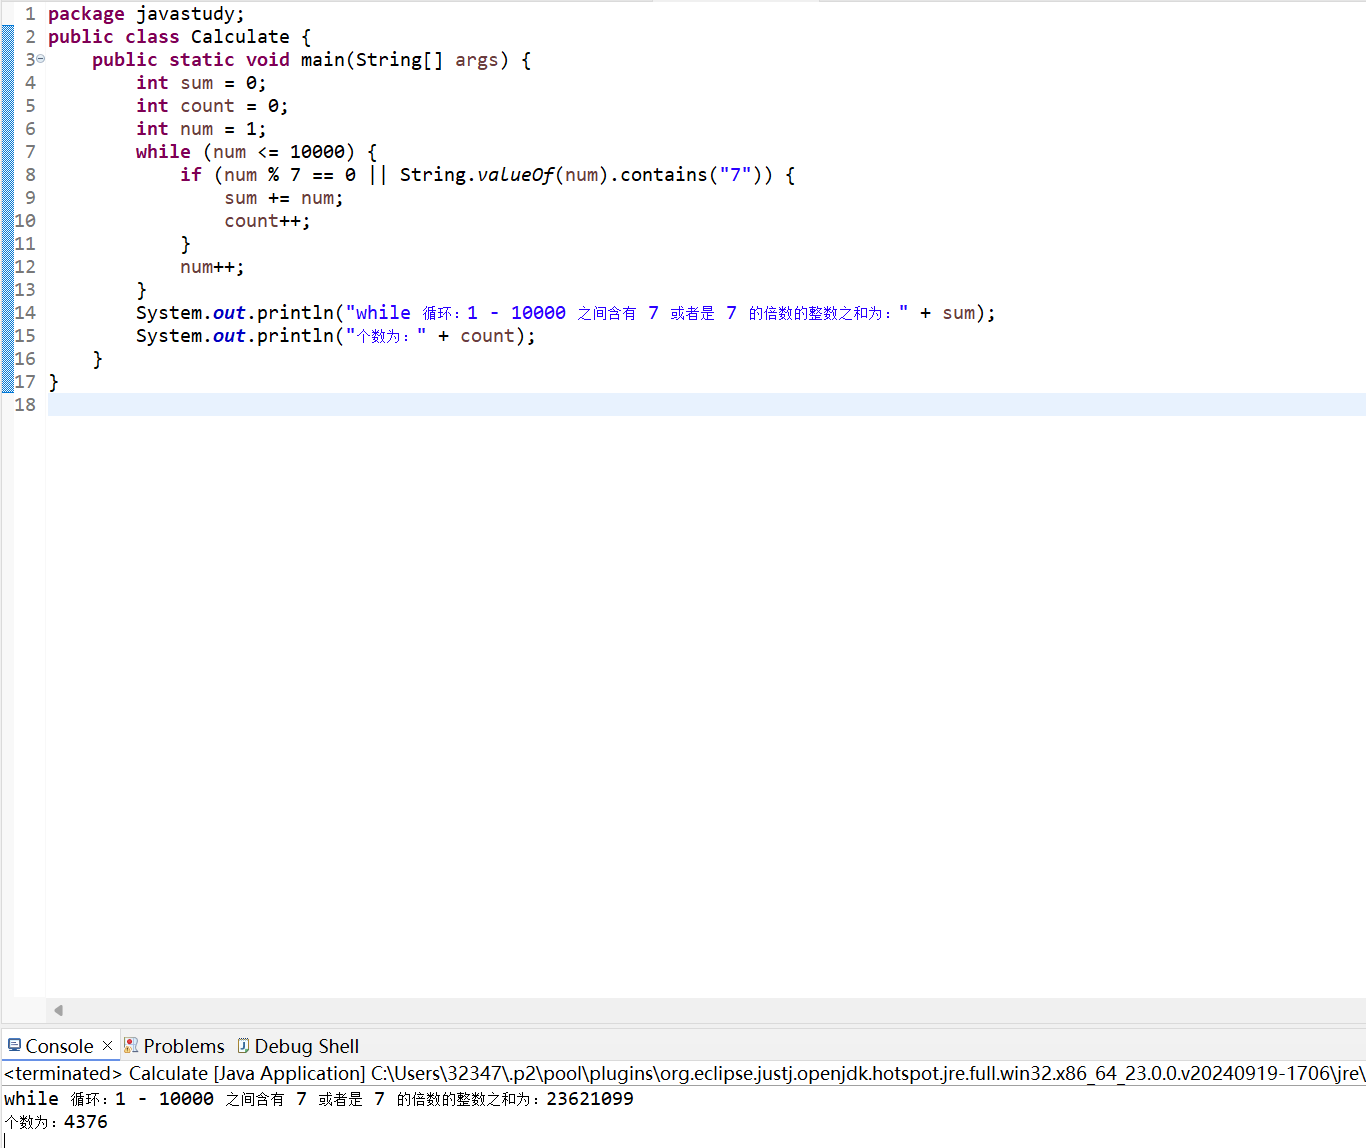 1 package javastudy;
2 public class Calculate {
3 public static void main(String[] args) {
4 int sum = 0;
5 int count = 0;
6 int num = 1;
7 while (num <= 10000) {
8 if (num % 7 == 0 || String.valueOf(num).contains("7")) {
9 sum += num;
10 count++;
11 }
12 num++;
13 }
14 System.out.println("while 循环：1 - 10000 之间含有 7 或者是 7 的倍数的整数之和为：" + sum);
15 System.out.println("个数为：" + count);
16 }
17 }
18
Console × Problems Debug Shell
<terminated> Calculate [Java Application] C:\Users\32347\.p2\pool\plugins\org.eclipse.justj.openjdk.hotspot.jre.full.win32.x86_64_23.0.0.v20240919-1706\jre\
while 循环：1 - 10000 之间含有 7 或者是 7 的倍数的整数之和为：23621099
个数为：4376